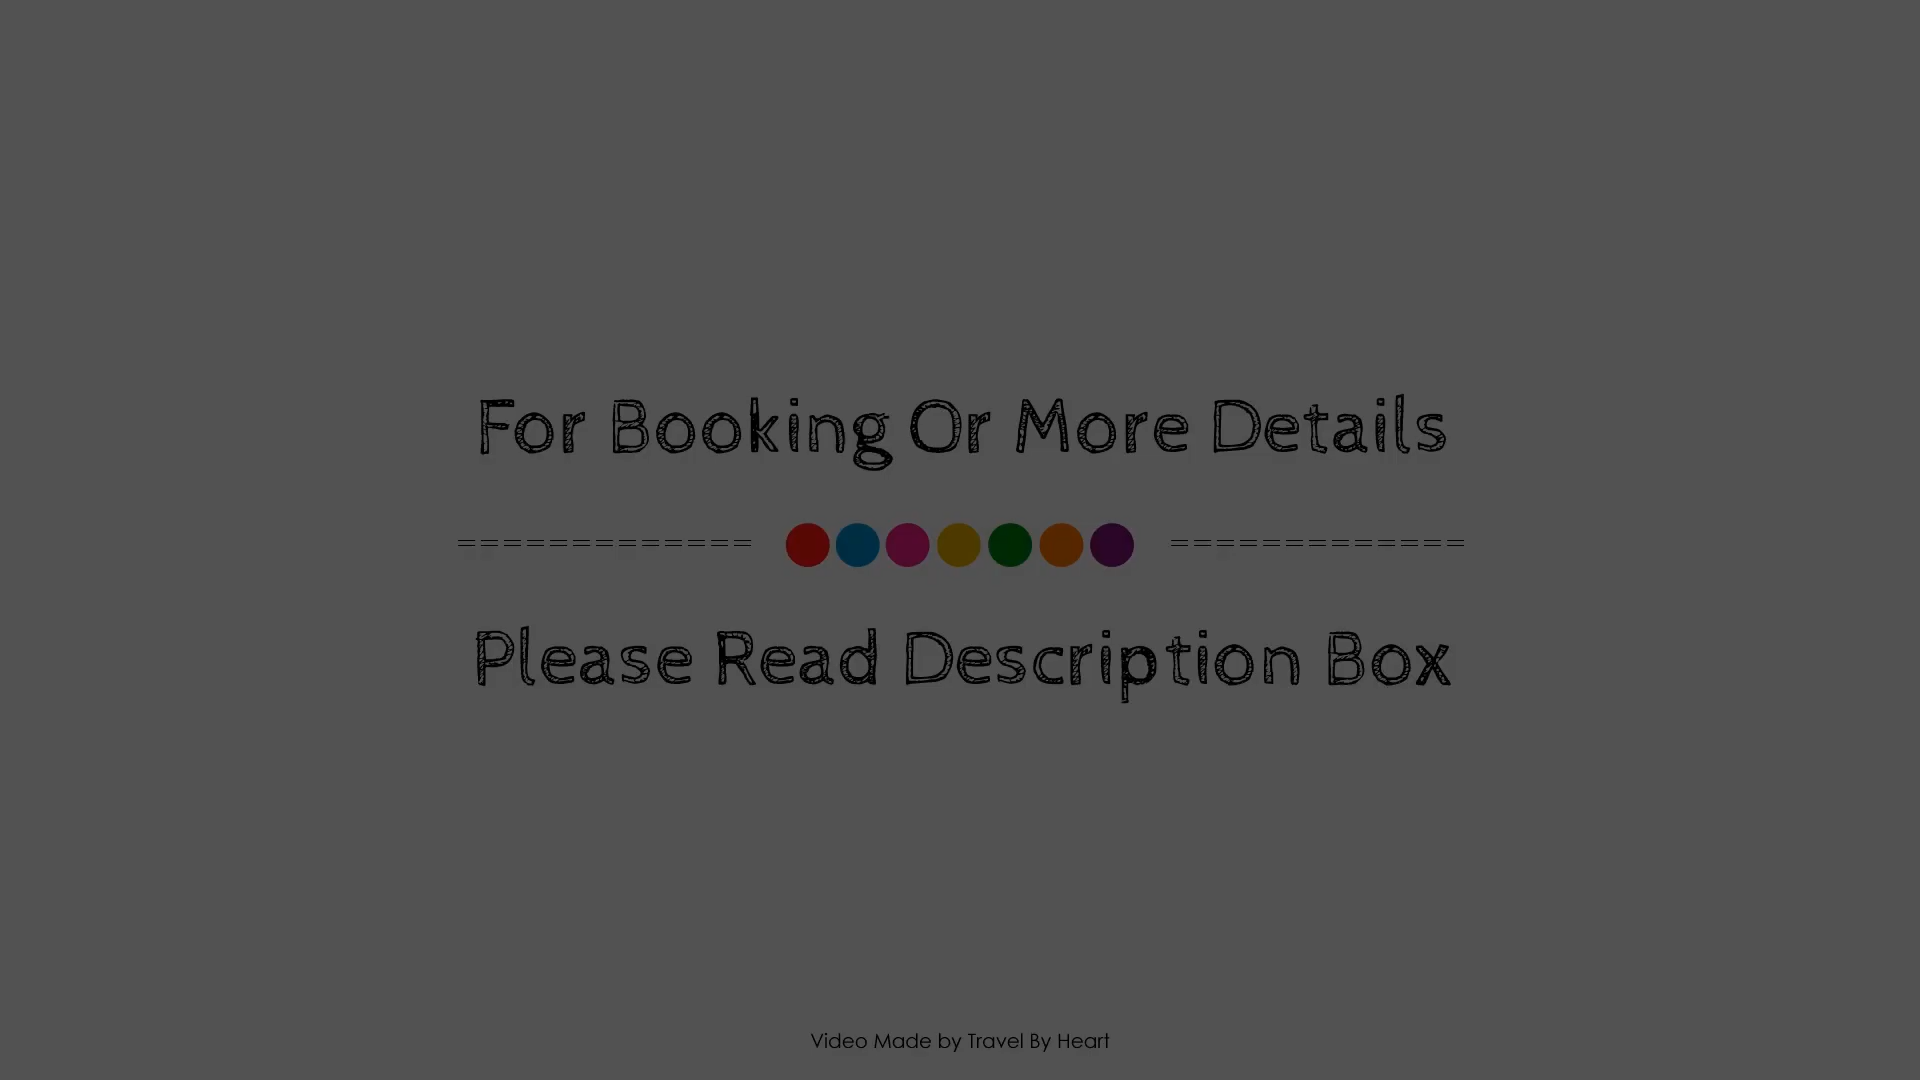 For Booking Or More Details
============= =============
Please Read Description Box
Video Made by Travel By Heart